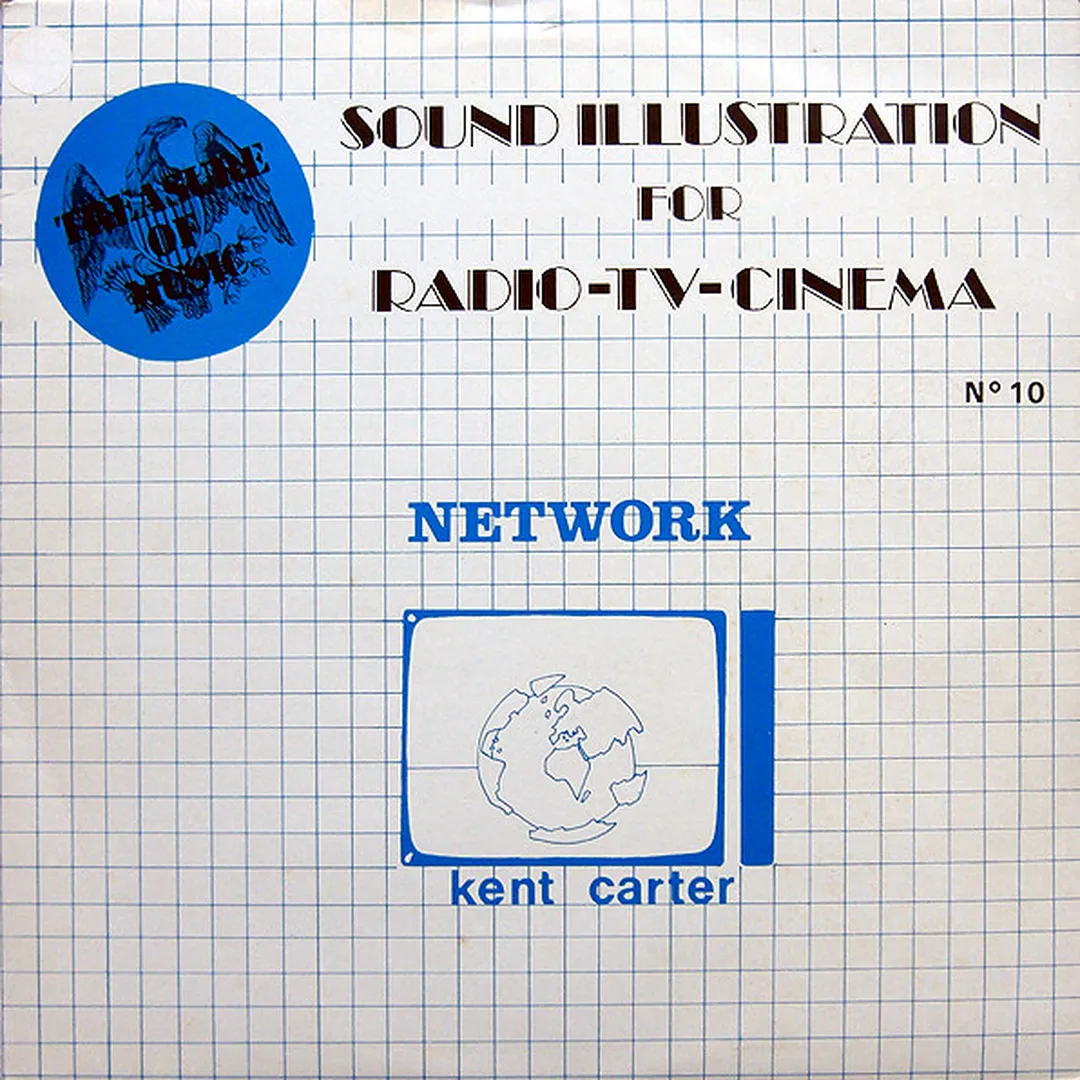 TREASURE
OF
MUSIC
SOUND ILLUSTRATION
FOR
RADIO-TV-CINEMA
N° 10
NETWORK
kent carter